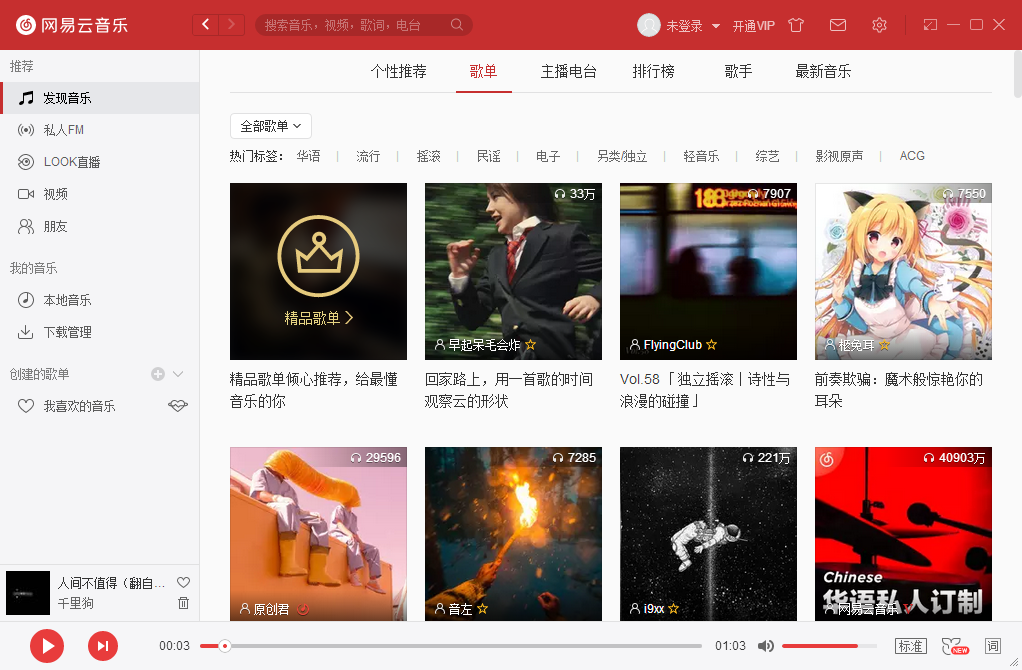 网易云音乐
搜索音乐，视频，歌词，电台
未登录
开通VIP
推荐
发现音乐
私人FM
LOOK直播
视频
朋友
我的音乐
本地音乐
下载管理
创建的歌单
我喜欢的音乐
个性推荐 歌单 主播电台 排行榜 歌手 最新音乐
全部歌单
热门标签： 华语 | 流行 | 摇滚 | 民谣 | 电子 | 另类/独立 | 轻音乐 | 综艺 | 影视原声 | ACG
精品歌单
精品歌单倾心推荐，给最懂
音乐的你
33万
早起呆毛会炸
回家路上，用一首歌的时间
观察云的形状
188
7907
FlyingClub
Vol.58「独立摇滚丨诗性与
浪漫的碰撞」
7550
抠兔耳
前奏欺骗：魔术般惊艳你的
耳朵
29596
原创君
7285
音左
221万
i9xx
40903万
Chinese
华语私人订制
网易云音乐
人间不值得（翻自...
千里狗
00:03
01:03
标准
NEW
词